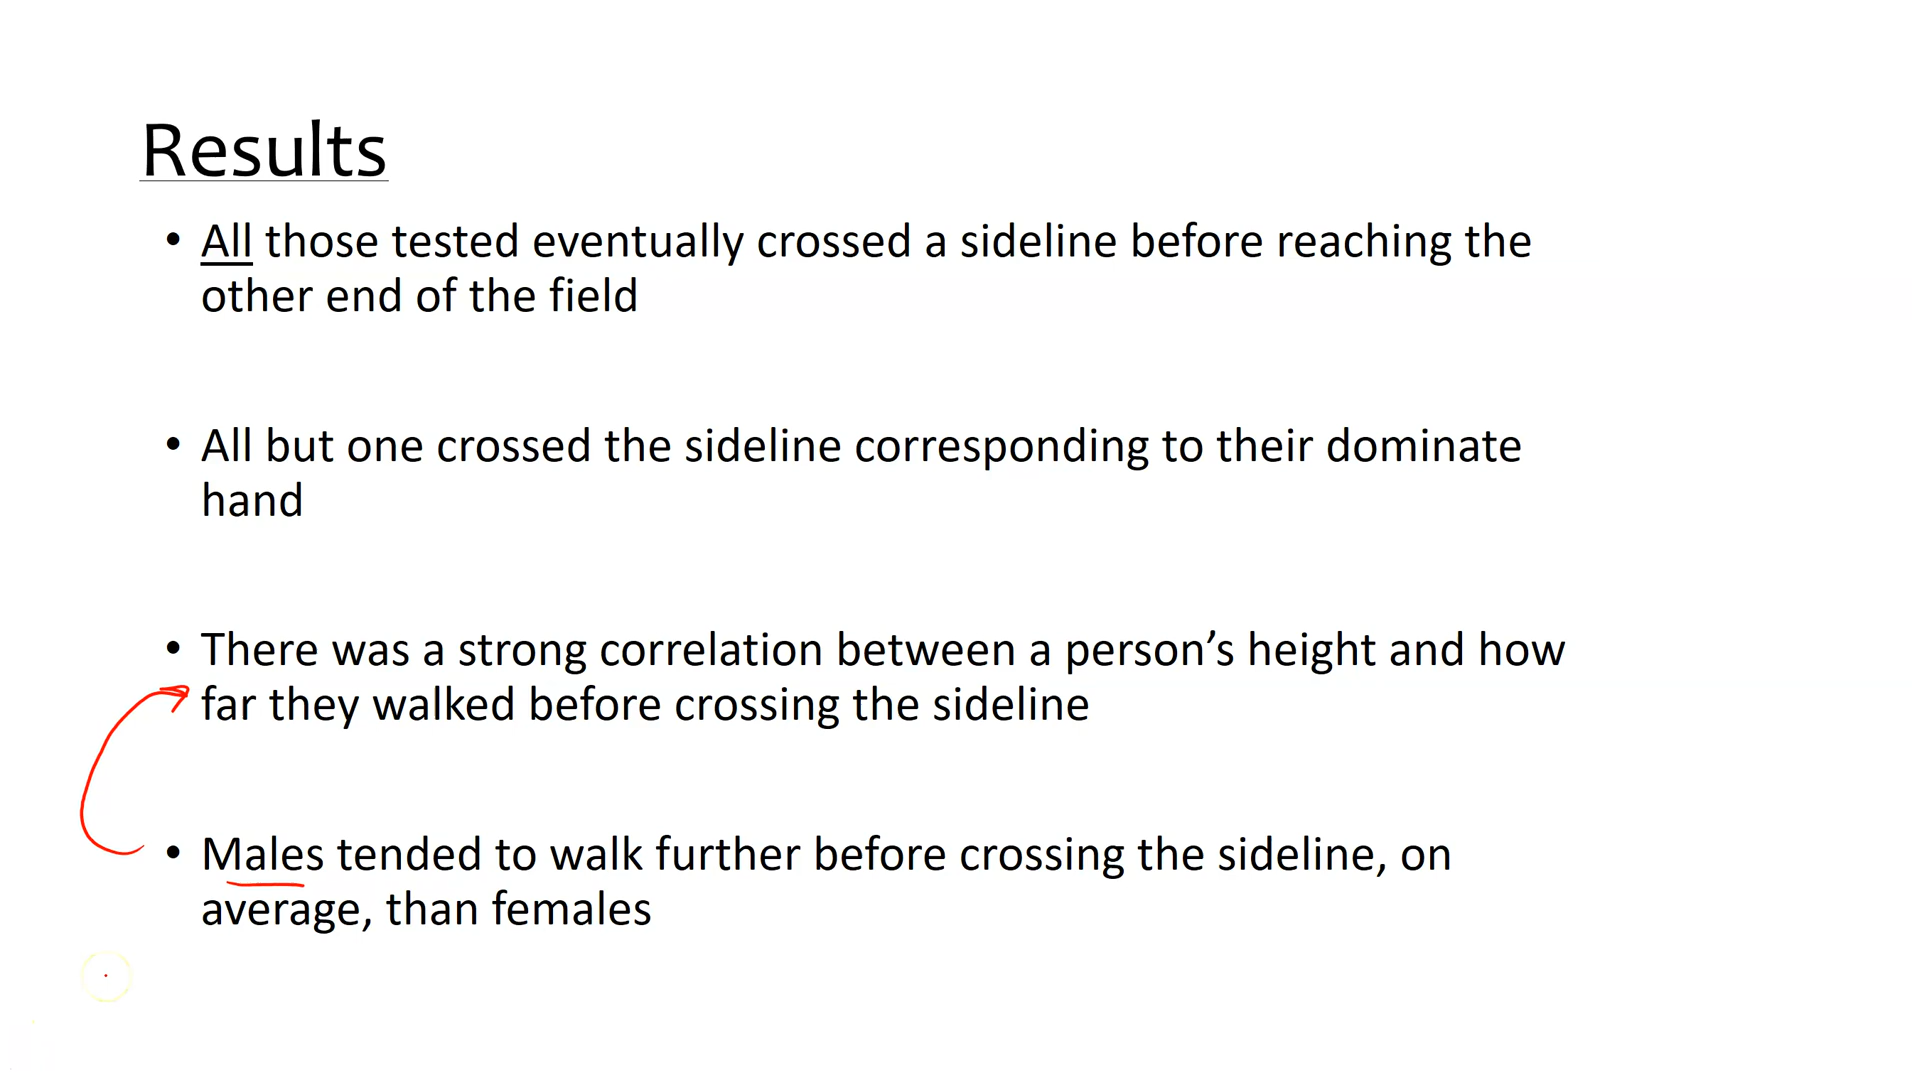 Results
• All those tested eventually crossed a sideline before reaching the
other end of the field
• All but one crossed the sideline corresponding to their dominate
hand
• There was a strong correlation between a person’s height and how
far they walked before crossing the sideline
• Males tended to walk further before crossing the sideline, on
average, than females